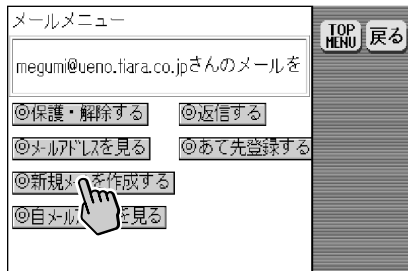 メールメニュー
TOP MENU
戻る
megumi@ueno.tiara.co.jpさんのメールを
◎保護・解除する
◎返信する
◎メールアドレスを見る
◎あて先登録する
◎新規メ を作成する
◎自メール を見る